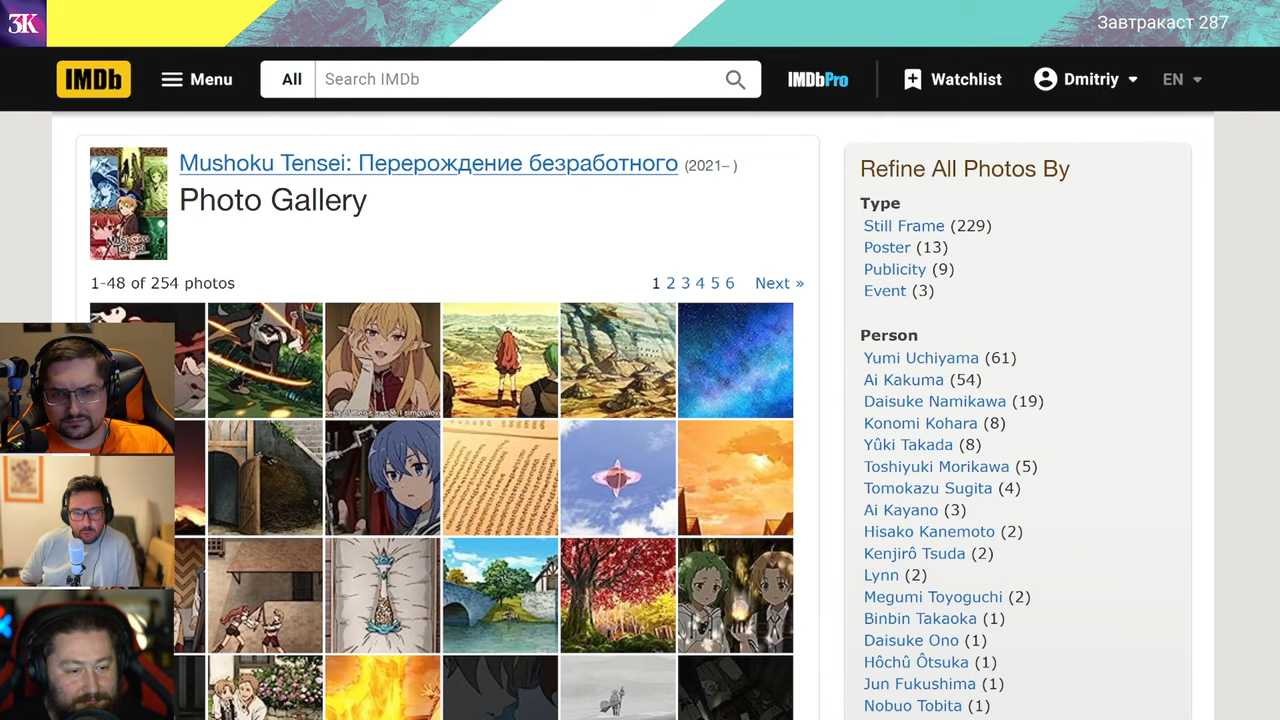 3K
Завтракаст 287
IMDb
Menu
All
Search IMDb
IMDbPro
Watchlist
Dmitriy
EN
Mushoku Tensei: Перерождение безработного (2021– )
Photo Gallery
Mushoku
Tensei
1-48 of 254 photos
1 2 3 4 5 6 Next »
Refine All Photos By
Type
Still Frame (229)
Poster (13)
Publicity (9)
Event (3)
Person
Yumi Uchiyama (61)
Ai Kakuma (54)
Daisuke Namikawa (19)
Konomi Kohara (8)
Yûki Takada (8)
Toshiyuki Morikawa (5)
Tomokazu Sugita (4)
Ai Kayano (3)
Hisako Kanemoto (2)
Kenjirô Tsuda (2)
Lynn (2)
Megumi Toyoguchi (2)
Binbin Takaoka (1)
Daisuke Ono (1)
Hôchû Ôtsuka (1)
Jun Fukushima (1)
Nobuo Tobita (1)